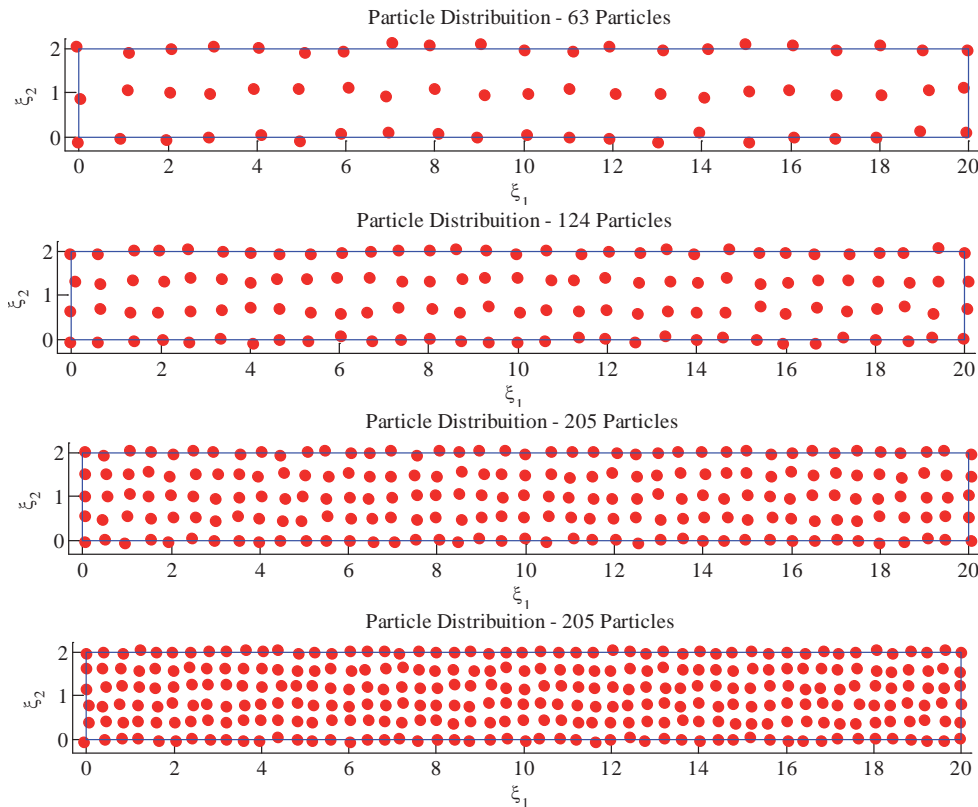 Particle Distribuition - 63 Particles
2
1
0
ξ2
0 2 4 6 8 10 12 14 16 18 20
ξ1
Particle Distribuition - 124 Particles
2
1
0
ξ2
0 2 4 6 8 10 12 14 16 18 20
ξ1
Particle Distribuition - 205 Particles
2
1
0
ξ2
0 2 4 6 8 10 12 14 16 18 20
ξ1
Particle Distribuition - 205 Particles
2
1
0
ξ2
0 2 4 6 8 10 12 14 16 18 20
ξ1